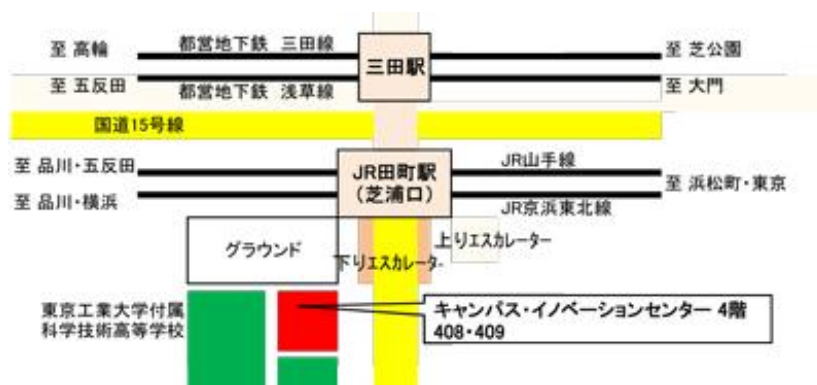 至 高輪
都営地下鉄 三田線
三田駅
至 芝公園
至 五反田
都営地下鉄 浅草線
至 大門
国道15号線
至 品川・五反田
JR田町駅
(芝浦口)
JR山手線
至 浜松町・東京
至 品川・横浜
JR京浜東北線
グラウンド
下りエスカレーター
上りエスカレーター
東京工業大学付属
科学技術高等学校
キャンパス・イノベーションセンター 4階
408・409